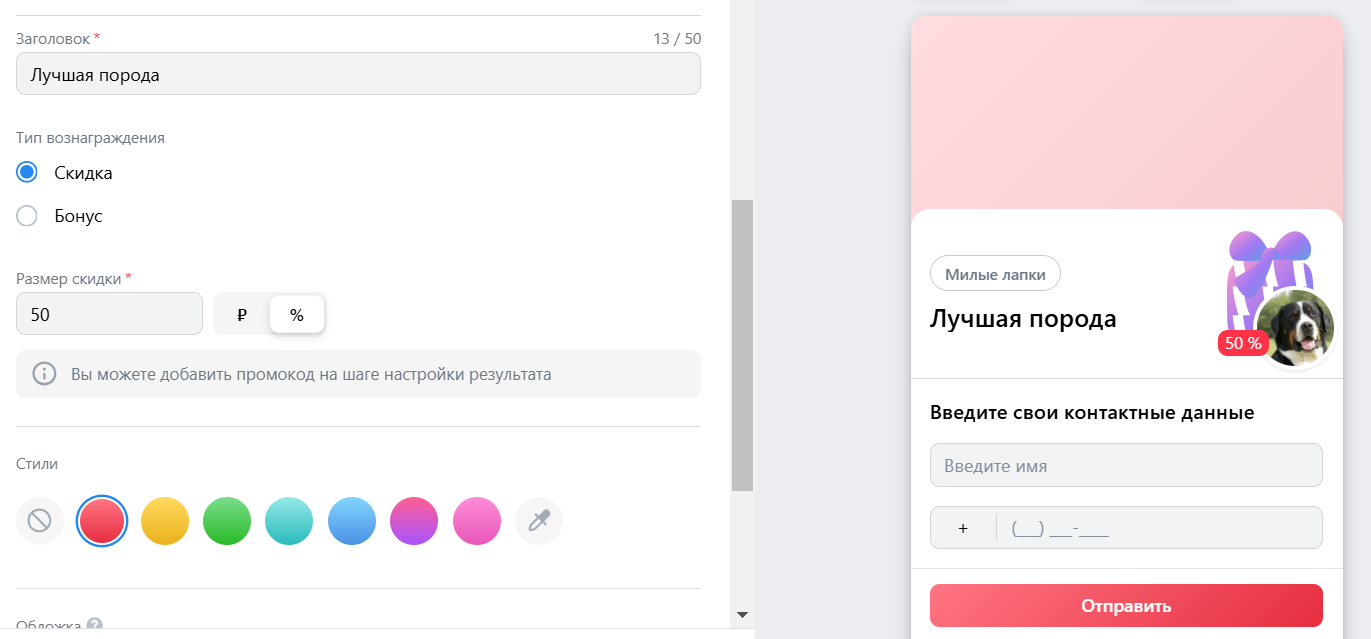 Заголовок *
13 / 50
Лучшая порода
Тип вознаграждения
Скидка
Бонус
Размер скидки *
50
₽
%
Вы можете добавить промокод на шаге настройки результата
Стили
Обложка ?
Милые лапки
Лучшая порода
50 %
Введите свои контактные данные
Введите имя
+ (___) ___-____
Отправить